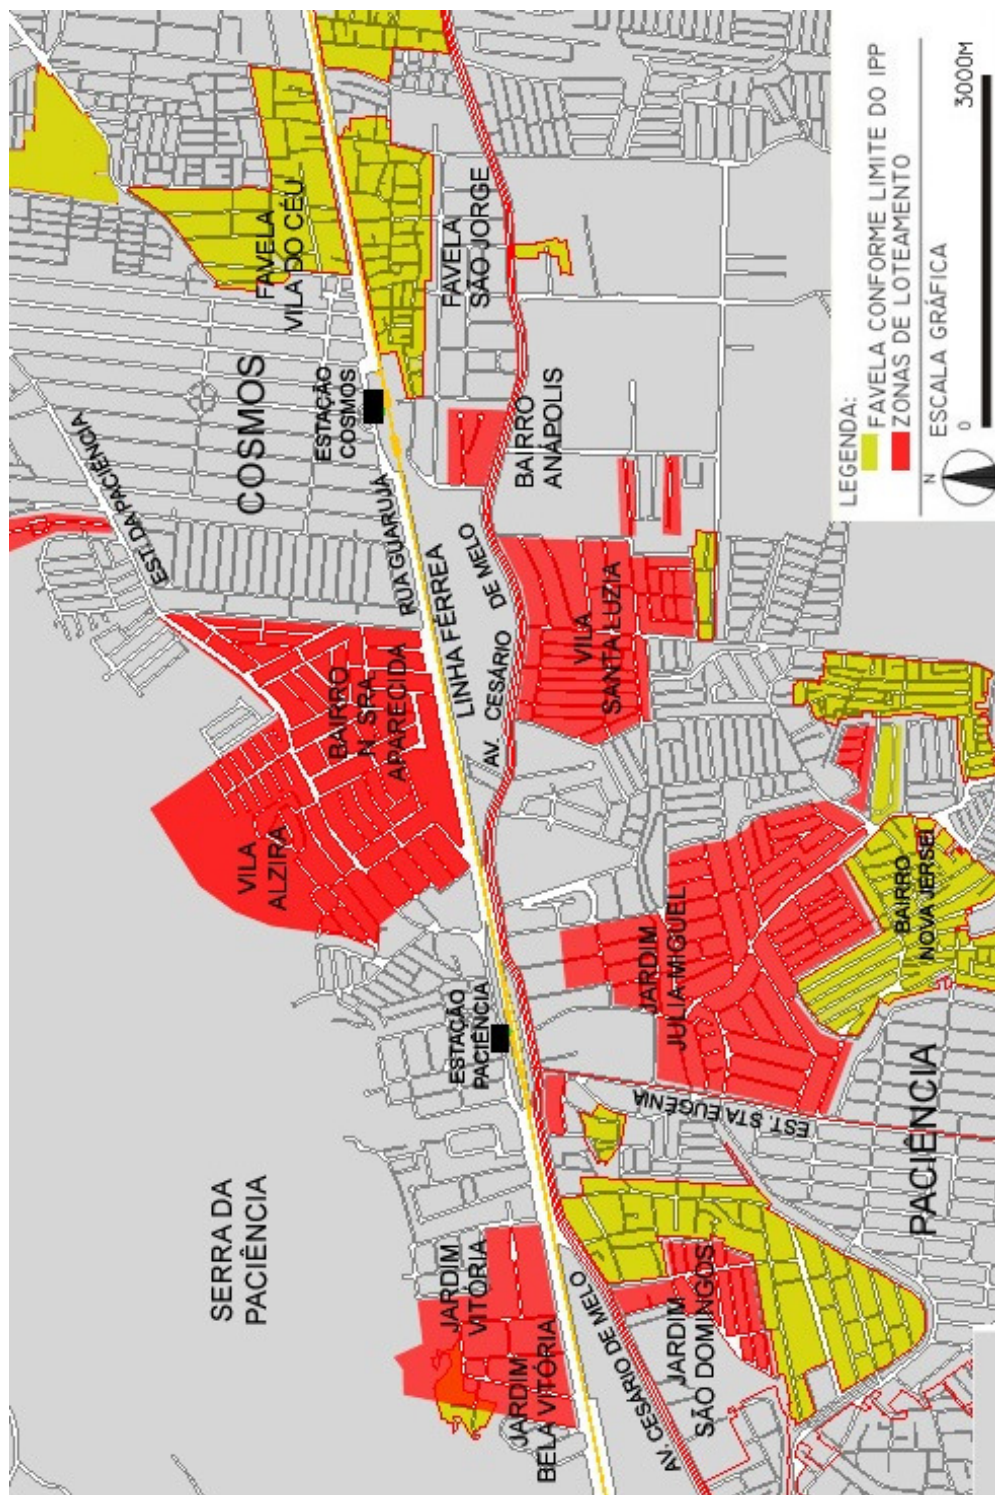 EST. DA PACIÊNCIA
SERRA DA
PACIÊNCIA
VILA
ALZIRA
COSMOS
FAVELA
VILA DO CÉU
ESTAÇÃO
COSMOS
BAIRRO
N. SRA
APARECIDA
RUA GUARUJÁ
LINHA FÉRREA
JARDIM
VITÓRIA
ESTAÇÃO
PACIÊNCIA
FAVELA
SÃO JORGE
AV. CESÁRIO DE MELO
JARDIM
BELA VITÓRIA
BAIRRO
ANÁPOLIS
VILA
SANTA LUZIA
AV. CESÁRIO DE MELO
JARDIM
JULIA MIGUEL
EST. STA EUGÊNIA
JARDIM
SÃO DOMINGOS
BAIRRO
NOVA JERSEI
PACIÊNCIA
LEGENDA:
FAVELA CONFORME LIMITE DO IPP
ZONAS DE LOTEAMENTO
N
ESCALA GRÁFICA
0
3000M